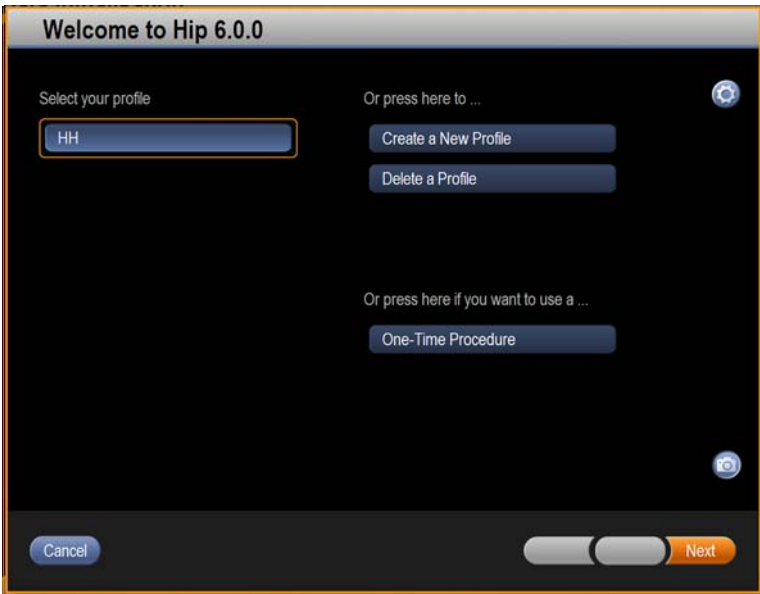 Welcome to Hip 6.0.0
Select your profile
HH
Or press here to ...
Create a New Profile
Delete a Profile
Or press here if you want to use a ...
One-Time Procedure
Cancel
Next